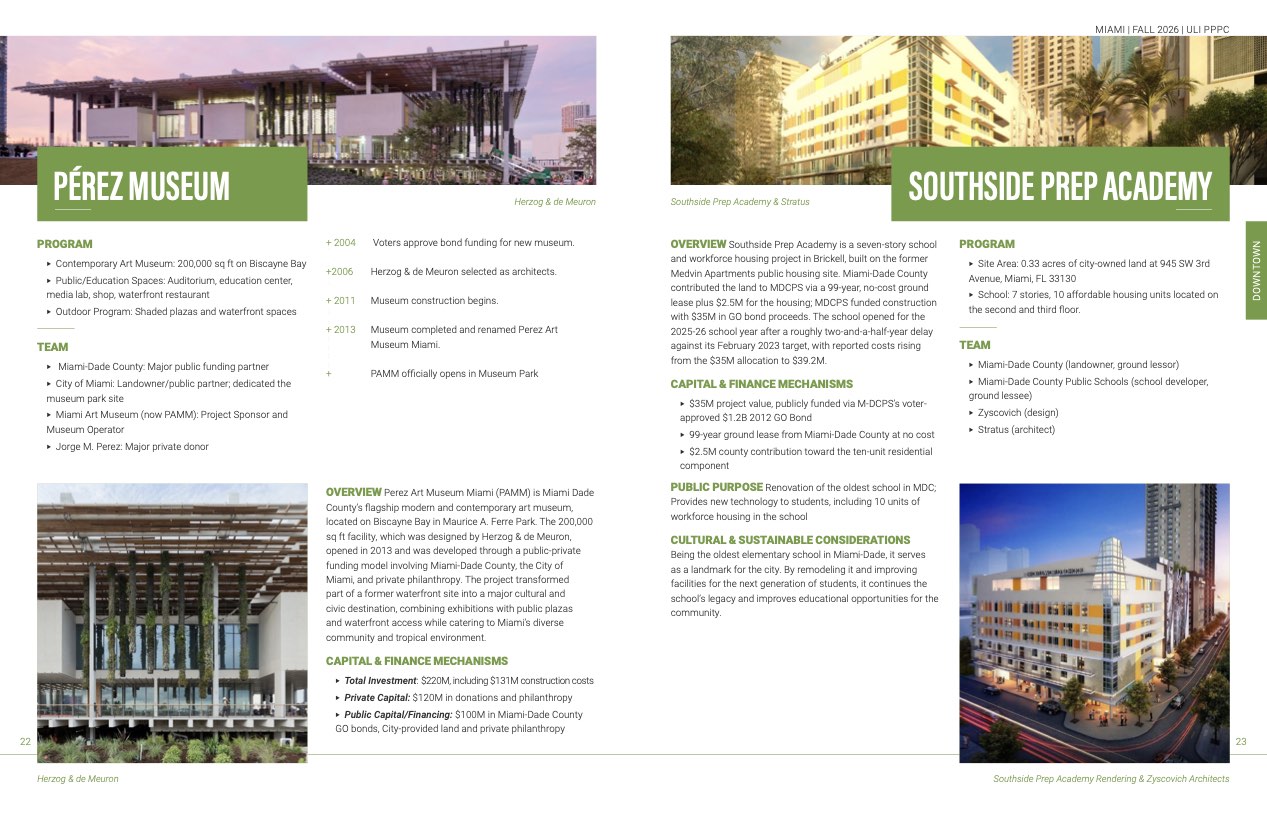 MIAMI | FALL 2026 | ULI PPPC
PÉREZ MUSEUM
Herzog & de Meuron
PROGRAM
▸ Contemporary Art Museum: 200,000 sq ft on Biscayne Bay
▸ Public/Education Spaces: Auditorium, education center,
media lab, shop, waterfront restaurant
▸ Outdoor Program: Shaded plazas and waterfront spaces
TEAM
▸ Miami-Dade County: Major public funding partner
▸ City of Miami: Landowner/public partner; dedicated the
museum park site
▸ Miami Art Museum (now PAMM): Project Sponsor and
Museum Operator
▸ Jorge M. Perez: Major private donor
+ 2004 Voters approve bond funding for new museum.
+2006 Herzog & de Meuron selected as architects.
+ 2011 Museum construction begins.
+ 2013 Museum completed and renamed Perez Art
Museum Miami.
+ PAMM officially opens in Museum Park
OVERVIEW Perez Art Museum Miami (PAMM) is Miami Dade
County's flagship modern and contemporary art museum,
located on Biscayne Bay in Maurice A. Ferre Park. The 200,000
sq ft facility, which was designed by Herzog & de Meuron,
opened in 2013 and was developed through a public-private
funding model involving Miami-Dade County, the City of
Miami, and private philanthropy. The project transformed
part of a former waterfront site into a major cultural and
civic destination, combining exhibitions with public plazas
and waterfront access while catering to Miami's diverse
community and tropical environment.
CAPITAL & FINANCE MECHANISMS
▸ Total Investment: $220M, including $131M construction costs
▸ Private Capital: $120M in donations and philanthropy
▸ Public Capital/Financing: $100M in Miami-Dade County
GO bonds, City-provided land and private philanthropy
22
Herzog & de Meuron
SOUTHSIDE PREP ACADEMY
Southside Prep Academy & Stratus
OVERVIEW Southside Prep Academy is a seven-story school
and workforce housing project in Brickell, built on the former
Medvin Apartments public housing site. Miami-Dade County
contributed the land to MDCPS via a 99-year, no-cost ground
lease plus $2.5M for the housing; MDCPS funded construction
with $35M in GO bond proceeds. The school opened for the
2025-26 school year after a roughly two-and-a-half-year delay
against its February 2023 target, with reported costs rising
from the $35M allocation to $39.2M.
CAPITAL & FINANCE MECHANISMS
▸ $35M project value, publicly funded via M-DCPS's voter-
approved $1.2B 2012 GO Bond
▸ 99-year ground lease from Miami-Dade County at no cost
▸ $2.5M county contribution toward the ten-unit residential
component
PUBLIC PURPOSE Renovation of the oldest school in MDC;
Provides new technology to students, including 10 units of
workforce housing in the school
CULTURAL & SUSTAINABLE CONSIDERATIONS
Being the oldest elementary school in Miami-Dade, it serves
as a landmark for the city. By remodeling it and improving
facilities for the next generation of students, it continues the
school's legacy and improves educational opportunities for the
community.
PROGRAM
▸ Site Area: 0.33 acres of city-owned land at 945 SW 3rd
Avenue, Miami, FL 33130
▸ School: 7 stories, 10 affordable housing units located on
the second and third floor.
TEAM
▸ Miami-Dade County (landowner, ground lessor)
▸ Miami-Dade County Public Schools (school developer,
ground lessee)
▸ Zyscovich (design)
▸ Stratus (architect)
DOWNTOWN
23
Southside Prep Academy Rendering & Zyscovich Architects